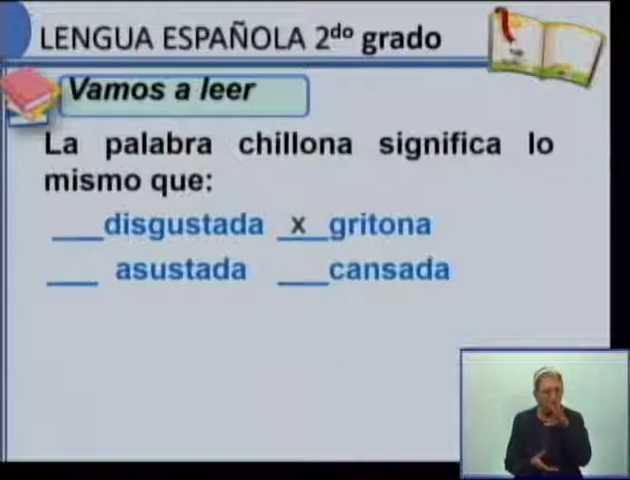 LENGUA ESPAÑOLA 2do grado
Vamos a leer
La palabra chillona significa lo
mismo que:
___disgustada _x_gritona
___ asustada ___cansada